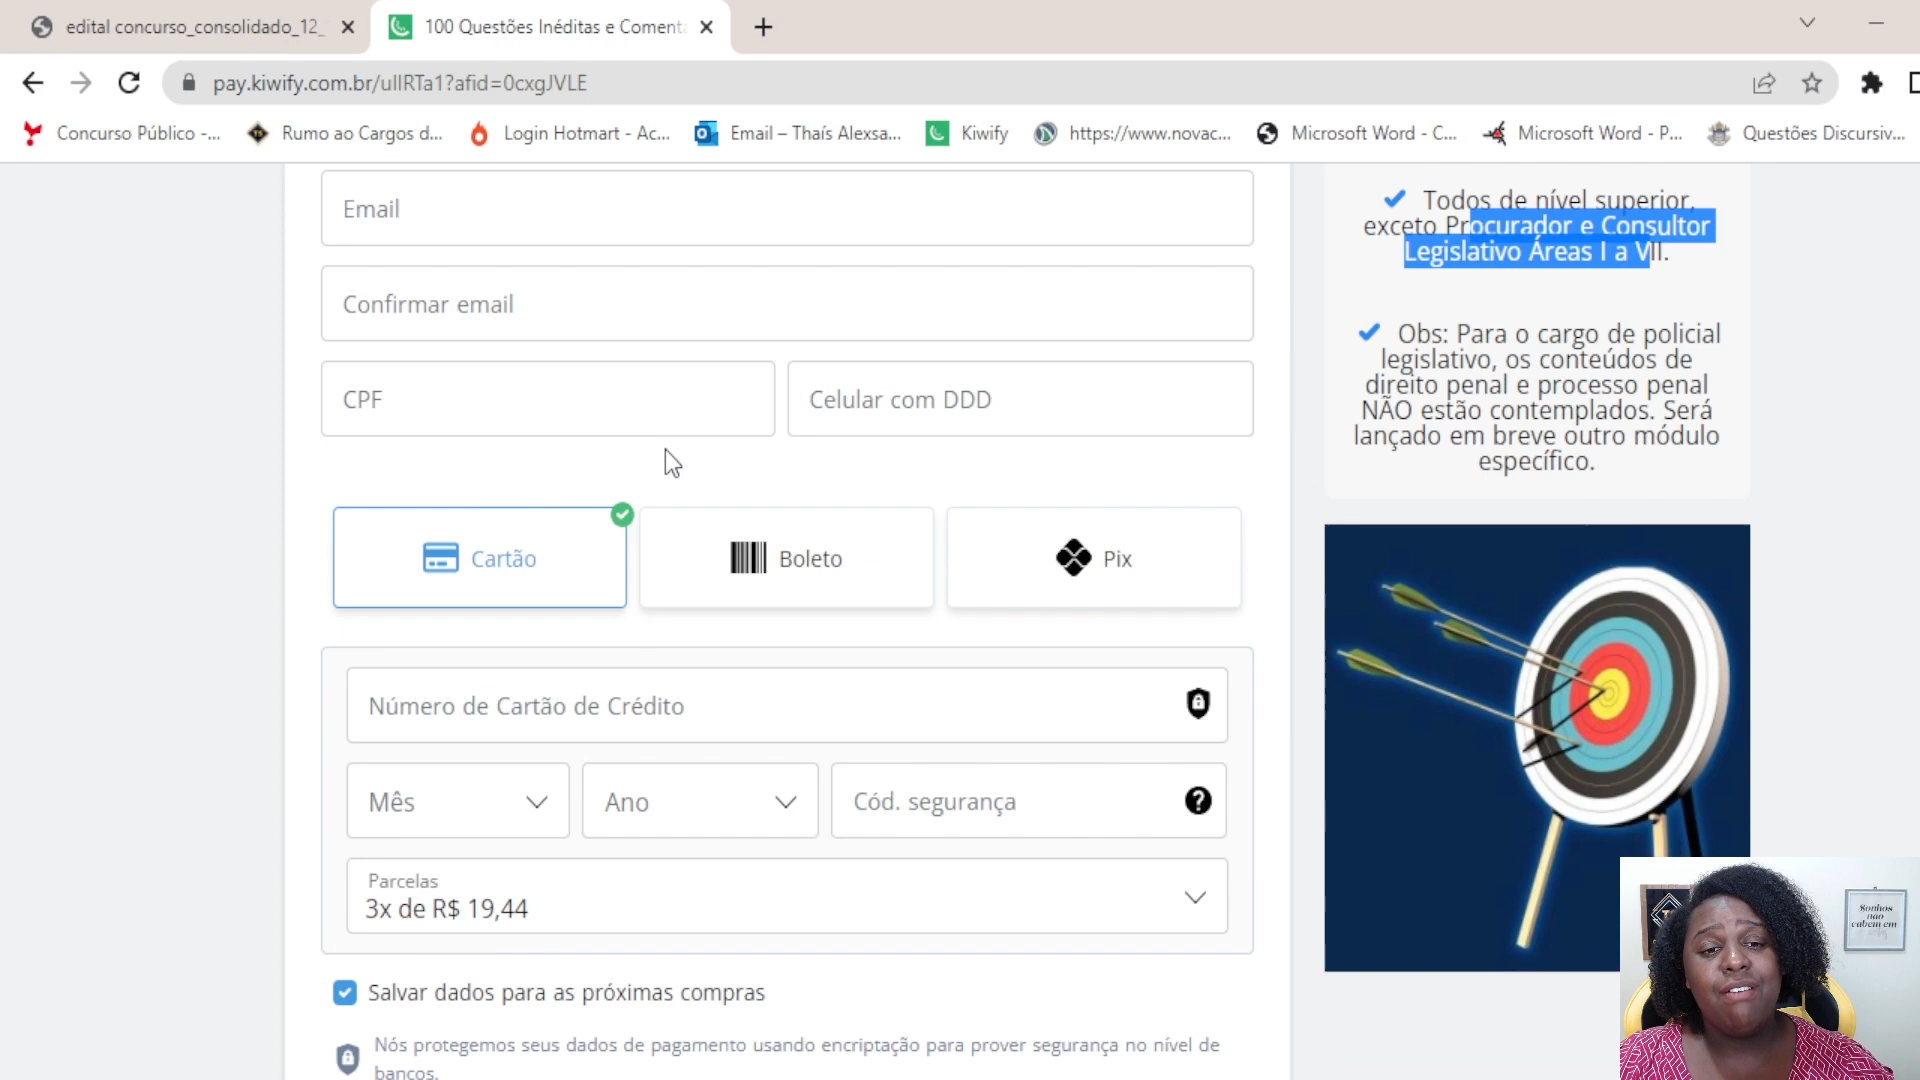 edital concurso_consolidado_12_
100 Questões Inéditas e Coment
pay.kiwify.com.br/ullRTa1?afid=0cxgJVLE
Concurso Público -...
Rumo ao Cargos d...
Login Hotmart - Ac...
Email – Thaís Alexsa...
Kiwify
https://www.novac...
Microsoft Word - C...
Microsoft Word - P...
Questões Discursiv...
Email
Confirmar email
CPF
Celular com DDD
Cartão
Boleto
Pix
Número de Cartão de Crédito
Mês
Ano
Cód. segurança
Parcelas
3x de R$ 19,44
Salvar dados para as próximas compras
Nós protegemos seus dados de pagamento usando encriptação para prover segurança no nível de
bancos.
Todos de nível superior,
exceto Procurador e Consultor
Legislativo Áreas I a VII.
Obs: Para o cargo de policial
legislativo, os conteúdos de
direito penal e processo penal
NÃO estão contemplados. Será
lançado em breve outro módulo
específico.
Sonhos
não
cabem em